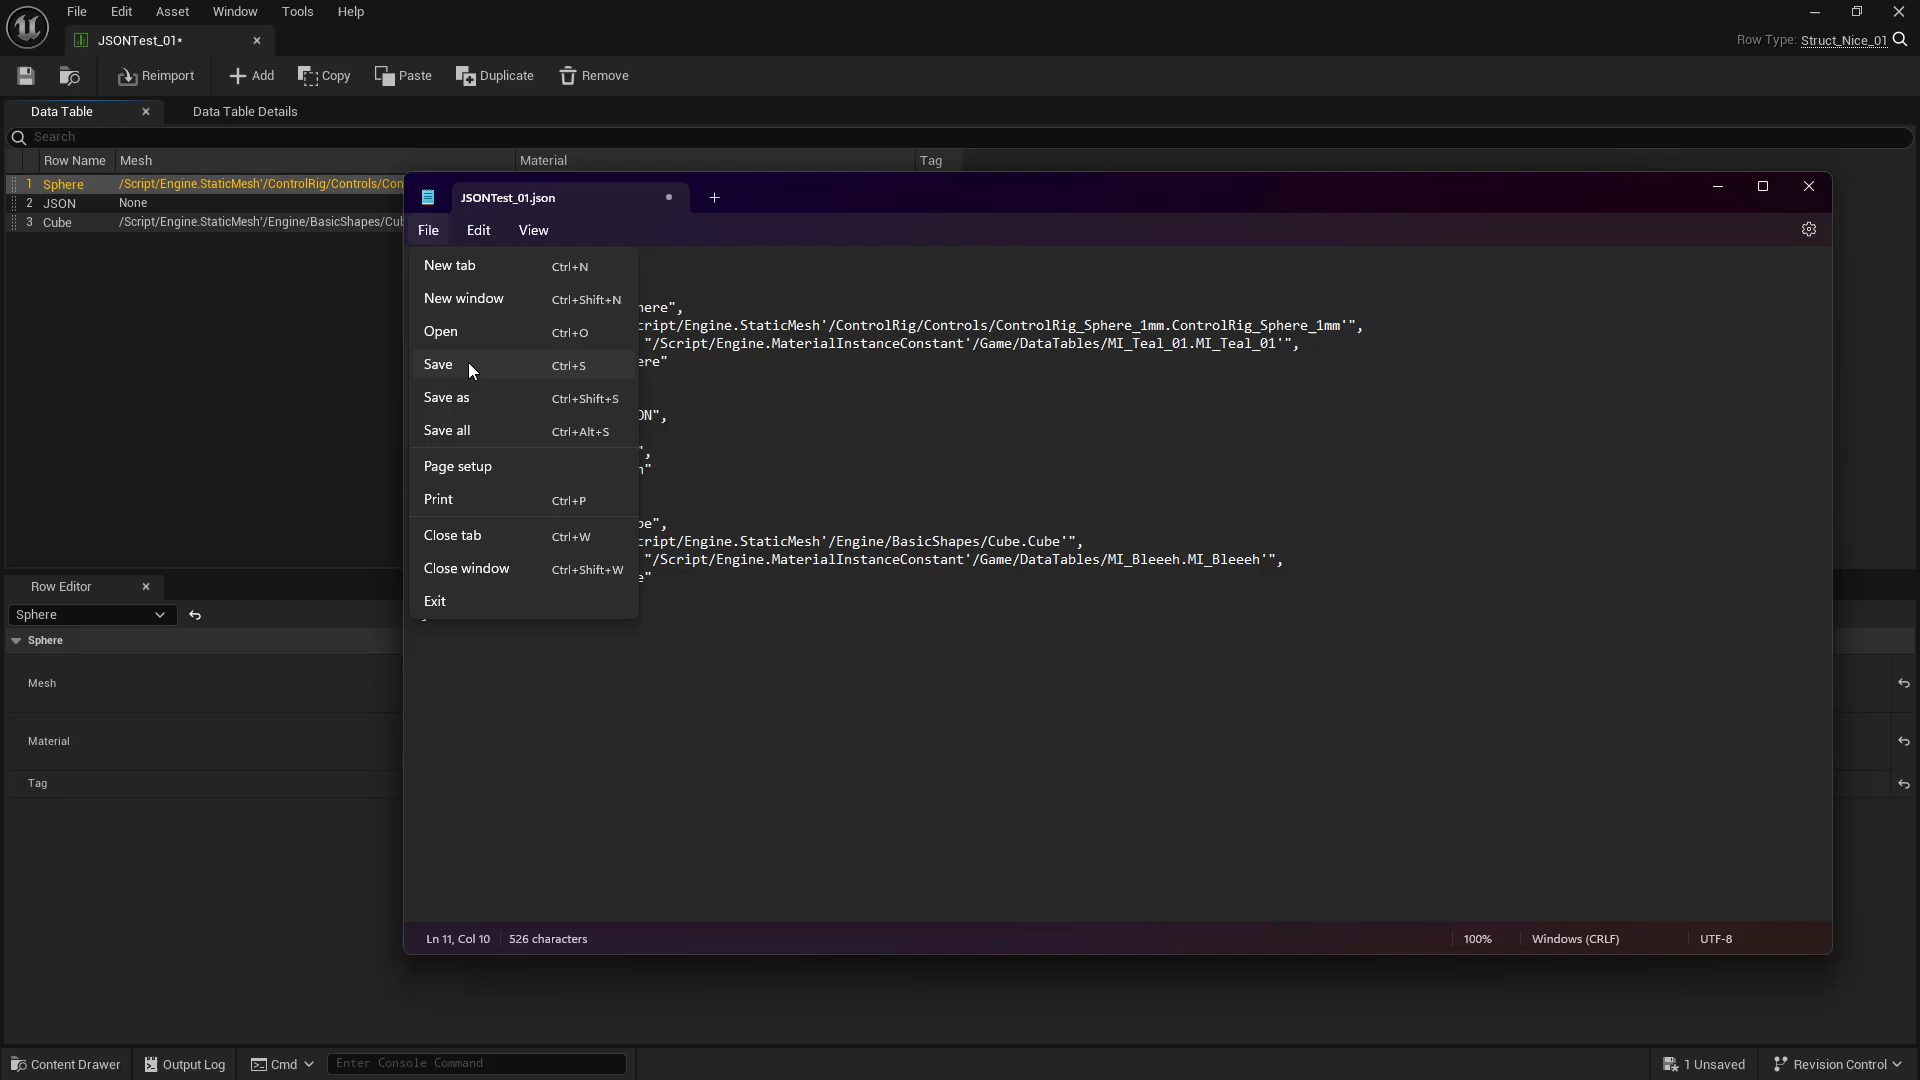 File Edit Asset Window Tools Help
JSONTest_01*
Row Type: Struct_Nice_01
Reimport Add Copy Paste Duplicate Remove
Data Table Data Table Details
Search
Row Name Mesh Material Tag
1 Sphere /Script/Engine.StaticMesh'/ControlRig/Controls/Con
2 JSON None
3 Cube /Script/Engine.StaticMesh'/Engine/BasicShapes/Cub
JSONTest_01.json
File Edit View
New tab Ctrl+N
New window Ctrl+Shift+N
Open Ctrl+O
Save Ctrl+S
Save as Ctrl+Shift+S
Save all Ctrl+Alt+S
Page setup
Print Ctrl+P
Close tab Ctrl+W
Close window Ctrl+Shift+W
Exit
here",
cript/Engine.StaticMesh'/ControlRig/Controls/ControlRig_Sphere_1mm.ControlRig_Sphere_1mm'",
"/Script/Engine.MaterialInstanceConstant'/Game/DataTables/MI_Teal_01.MI_Teal_01'",
ere"
ON",
",
"
be",
cript/Engine.StaticMesh'/Engine/BasicShapes/Cube.Cube'",
"/Script/Engine.MaterialInstanceConstant'/Game/DataTables/MI_Bleeeh.MI_Bleeeh'",
e"
Ln 11, Col 10 526 characters 100% Windows (CRLF) UTF-8
Row Editor
Sphere
Sphere
Mesh
Material
Tag
Content Drawer Output Log Cmd Enter Console Command 1 Unsaved Revision Control